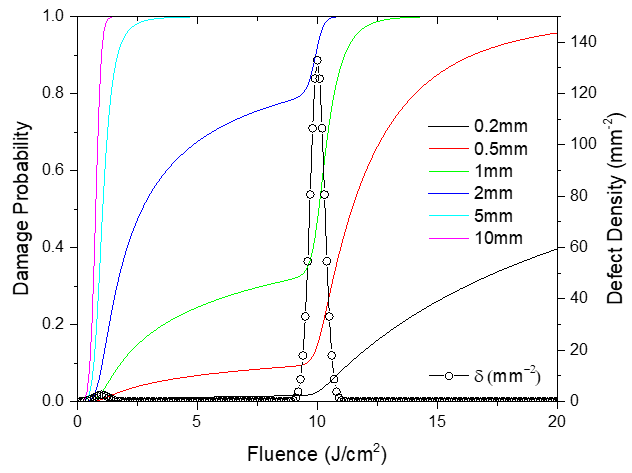 1.0
0.8
0.6
0.4
0.2
0.0
Damage Probability
0
5
10
15
20
Fluence (J/cm²)
140
120
100
80
60
40
20
0
Defect Density (mm⁻²)
0.2mm
0.5mm
1mm
2mm
5mm
10mm
δ (mm⁻²)